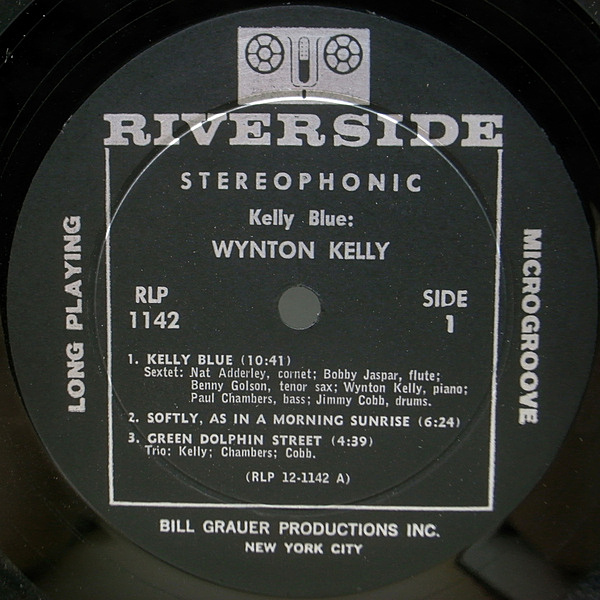 RIVERSIDE
STEREOPHONIC
Kelly Blue:
WYNTON KELLY
LONG PLAYING
MICROGROOVE
RLP
1142
SIDE
1
1. KELLY BLUE (10:41)
Sextet: Nat Adderley, cornet; Bobby Jaspar, flute;
Benny Golson, tenor sax; Wynton Kelly, piano;
Paul Chambers, bass; Jimmy Cobb, drums.
2. SOFTLY, AS IN A MORNING SUNRISE (6:24)
3. GREEN DOLPHIN STREET (4:39)
Trio: Kelly; Chambers; Cobb.
(RLP 12-1142 A)
BILL GRAUER PRODUCTIONS INC.
NEW YORK CITY